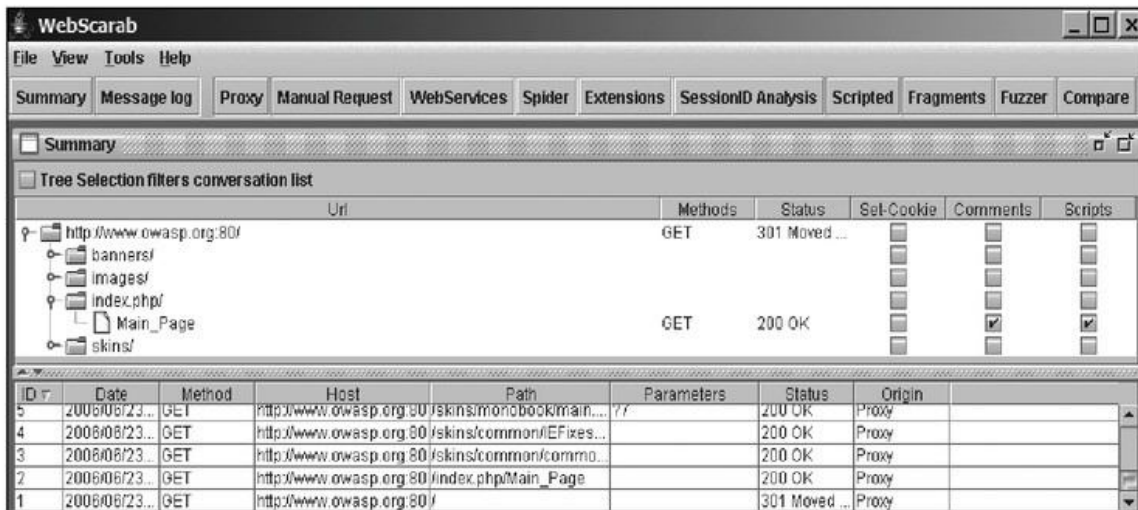 WebScarab
File View Tools Help
Summary Message log Proxy Manual Request WebServices Spider Extensions SessionID Analysis Scripted Fragments Fuzzer Compare
Summary
Tree Selection filters conversation list
Url Methods Status Set-Cookie Comments Scripts
http://www.owasp.org:80/ GET 301 Moved ...
banners/
images/
index.php/
Main_Page GET 200 OK
skins/
ID Date Method Host Path Parameters Status Origin
5 2006/06/23... GET http://www.owasp.org:80 /skins/monobook/main.... ?7 200 OK Proxy
4 2006/06/23... GET http://www.owasp.org:80 /skins/common/IEFixes... 200 OK Proxy
3 2006/06/23... GET http://www.owasp.org:80 /skins/common/commo... 200 OK Proxy
2 2006/06/23... GET http://www.owasp.org:80 /index.php/Main_Page 200 OK Proxy
1 2006/06/23... GET http://www.owasp.org:80 / 301 Moved ... Proxy